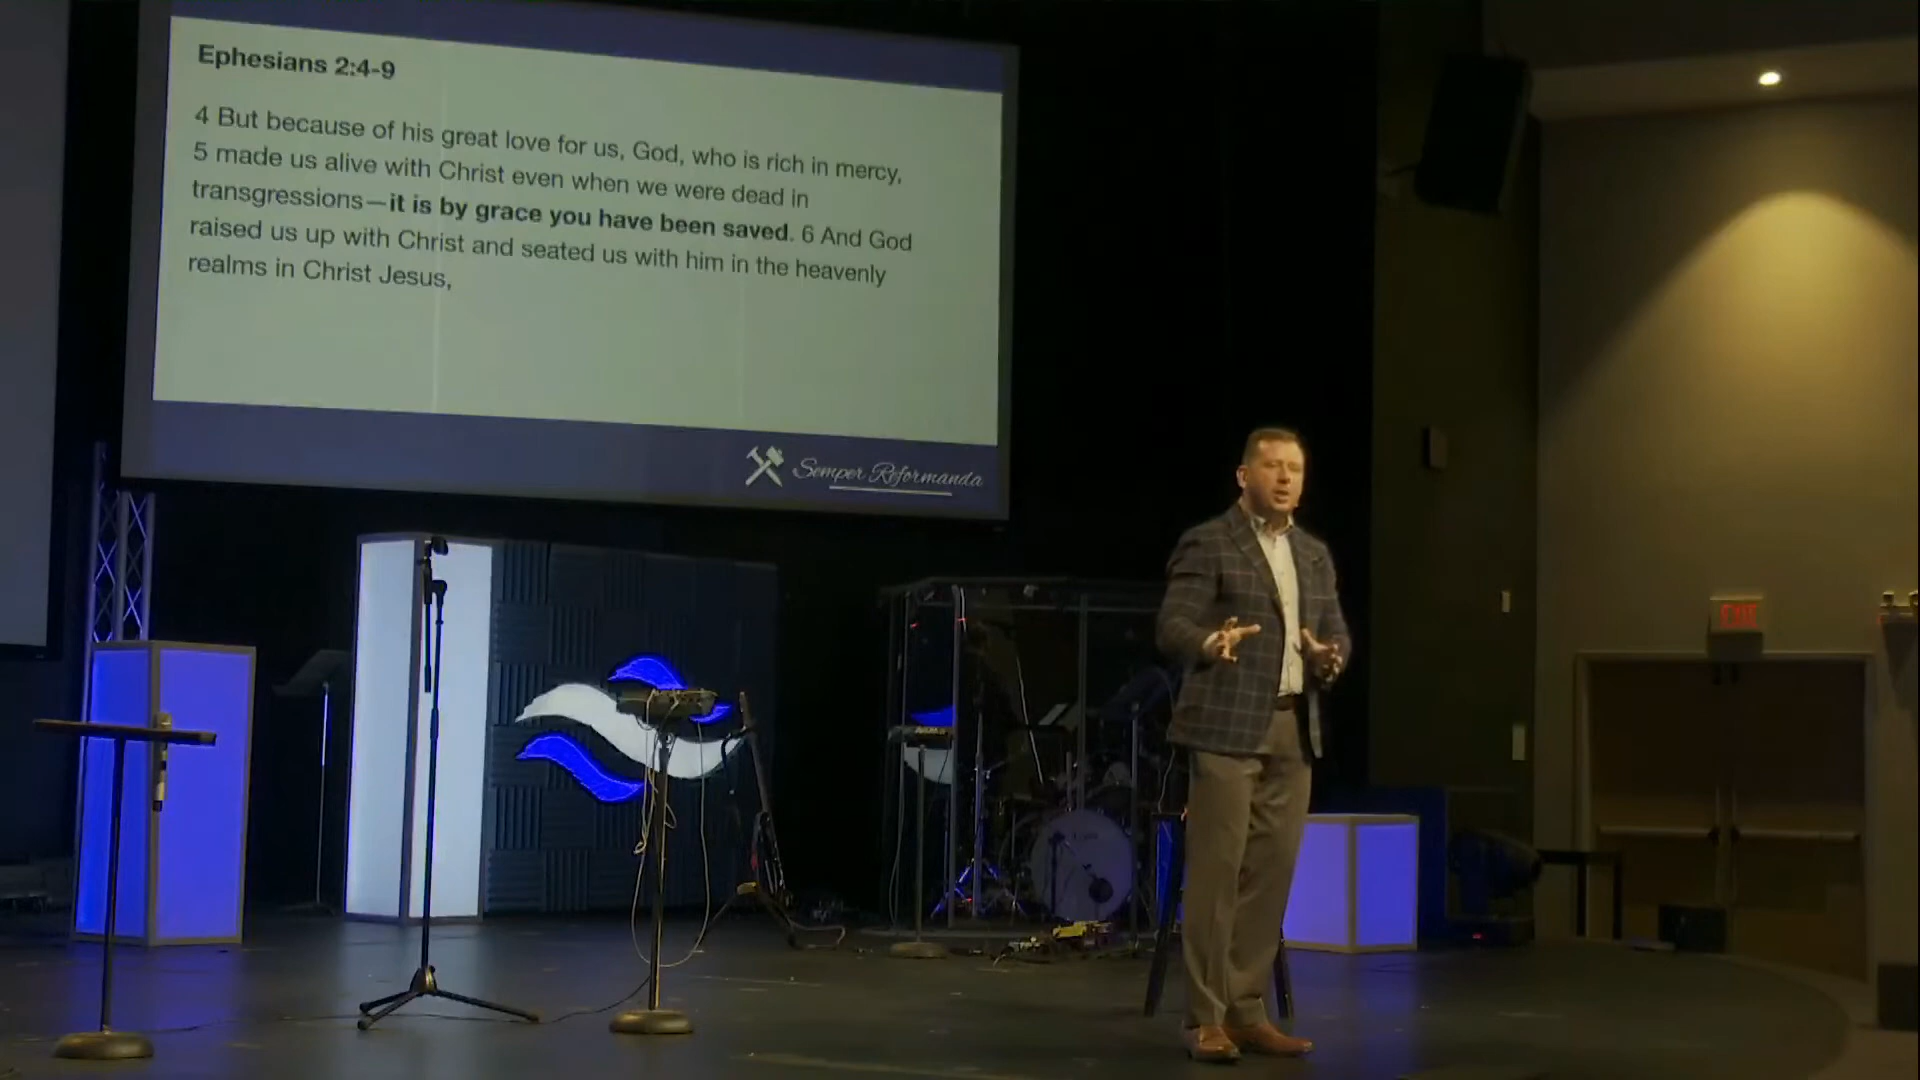 Ephesians 2:4-9
4 But because of his great love for us, God, who is rich in mercy,
5 made us alive with Christ even when we were dead in
transgressions—it is by grace you have been saved. 6 And God
raised us up with Christ and seated us with him in the heavenly
realms in Christ Jesus,
Semper Reformanda
EXIT